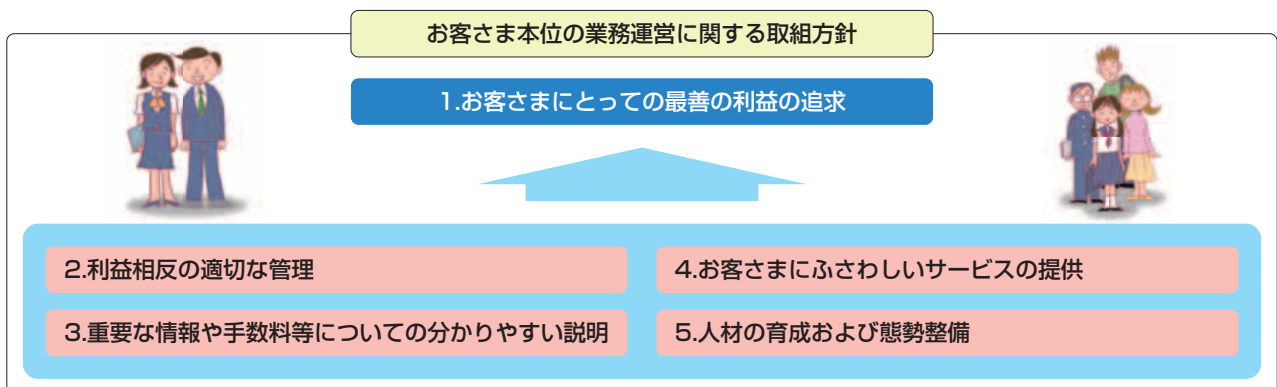 お客さま本位の業務運営に関する取組方針
1.お客さまにとっての最善の利益の追求
2.利益相反の適切な管理
3.重要な情報や手数料等についての分かりやすい説明
4.お客さまにふさわしいサービスの提供
5.人材の育成および態勢整備